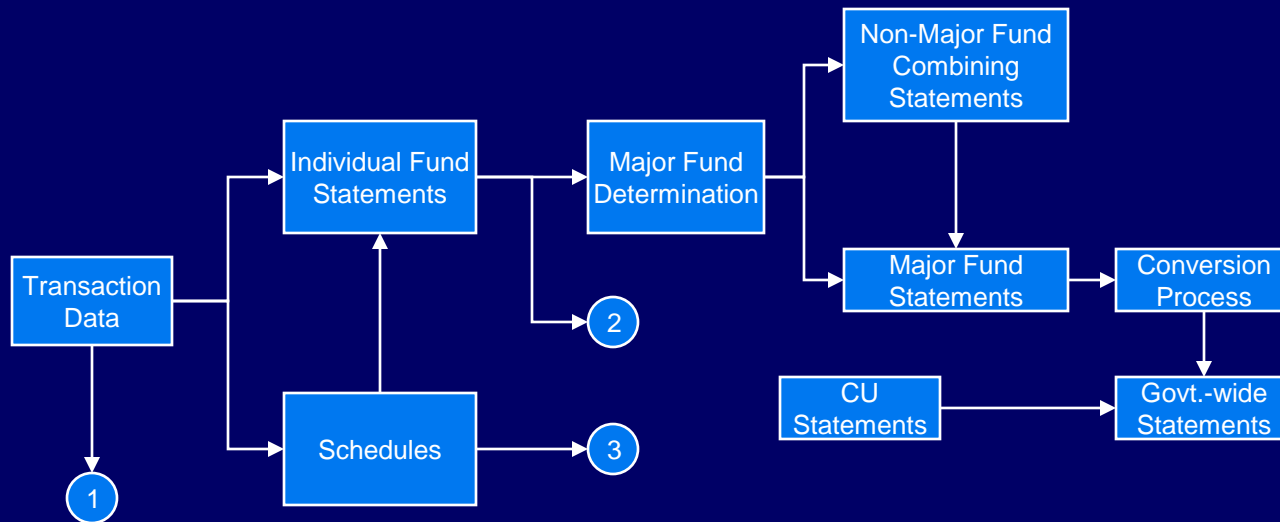 Non-Major Fund
Combining
Statements
Individual Fund
Statements
Major Fund
Determination
Transaction
Data
Major Fund
Statements
Conversion
Process
2
CU
Statements
Govt.-wide
Statements
Schedules
3
1